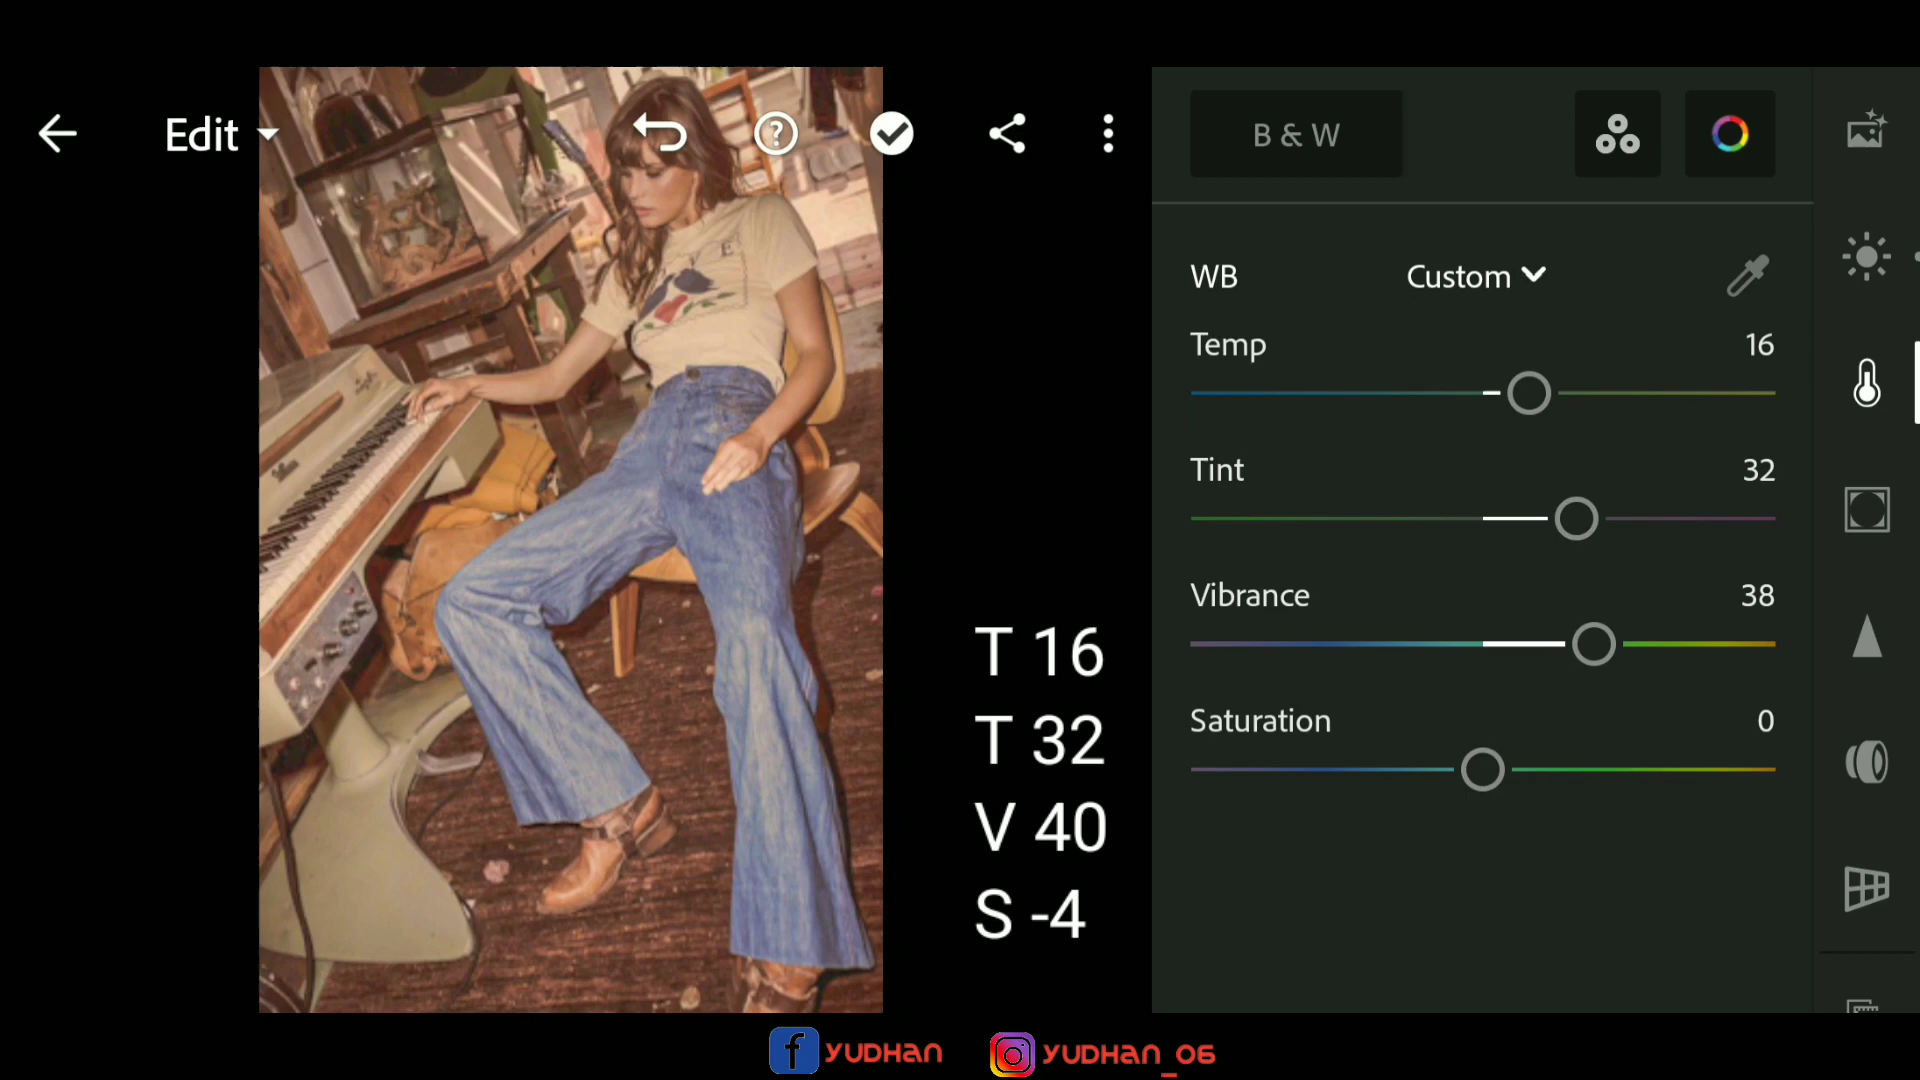 Edit
B & W
WB
Custom
Temp
16
Tint
32
Vibrance
38
Saturation
0
T 16
T 32
V 40
S -4
YUDHAN
YUDHAN_06